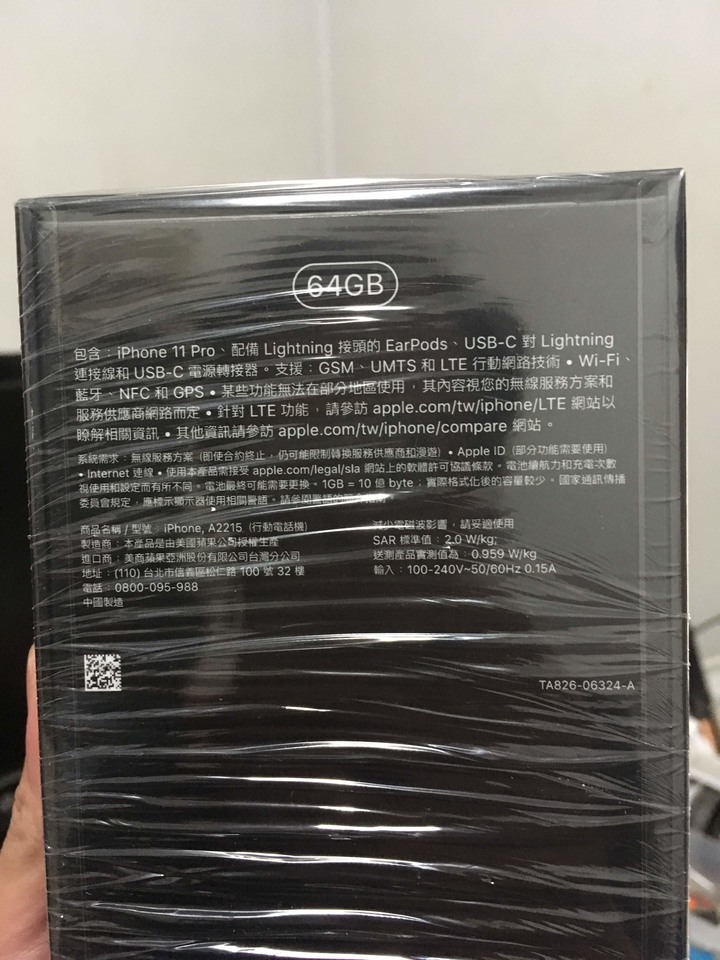 64GB
包含：iPhone 11 Pro、配備 Lightning 接頭的 EarPods、USB-C 對 Lightning
連接線和 USB-C 電源轉接器。支援：GSM、UMTS 和 LTE 行動網路技術 • Wi-Fi、
藍牙、NFC 和 GPS • 某些功能無法在部分地區使用，其內容視您的無線服務方案和
服務供應商網路而定 • 針對 LTE 功能，請參訪 apple.com/tw/iphone/LTE 網站以
瞭解相關資訊 • 其他資訊請參訪 apple.com/tw/iphone/compare 網站。
系統需求：無線服務方案（即使合約終止，仍可能限制轉換服務供應商和漫遊）• Apple ID（部分功能需要使用）
• Internet 連線 • 使用本產品需接受 apple.com/legal/sla 網站上的軟體許可協議條款。電池續航力和充電次數
視使用和設定而有所不同。電池最終可能需要更換。1GB = 10 億 byte；實際格式化後的容量較少。國家通訊傳播
委員會規定，應標示顯示器使用相關警語。請參閱警語的
商品名稱 / 型號：iPhone, A2215（行動電話機）
製造商：本產品是由美國蘋果公司授權生產
進口商：美商蘋果亞洲股份有限公司台灣分公司
地址：(110) 台北市信義區松仁路 100 號 32 樓
電話：0800-095-988
中國製造
減少電磁波影響，請妥適使用
SAR 標準值：2.0 W/kg;
送測產品實測值為：0.959 W/kg
輸入：100-240V~50/60Hz 0.15A
TA826-06324-A